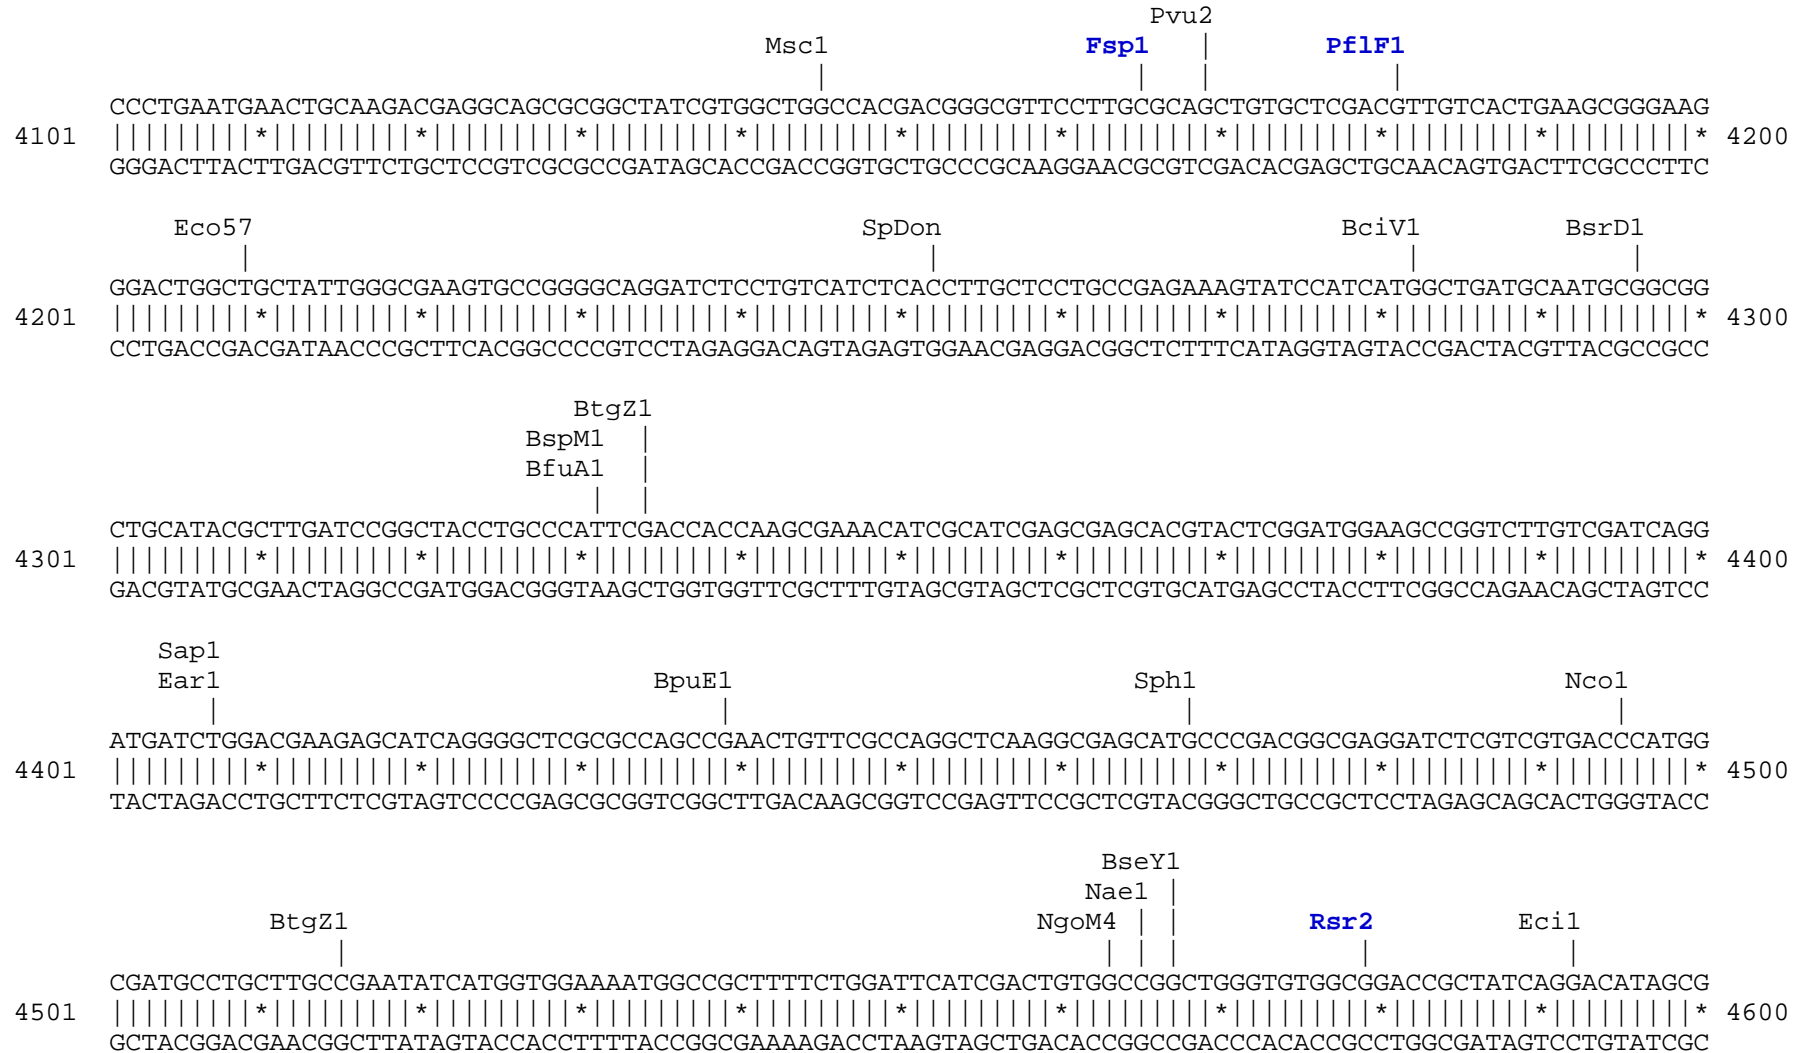 Pvu2
Msc1 Fsp1 | PflF1
| | | |
CCCTGAATGAACTGCAAGACGAGGCAGCGCGGCTATCGTGGCTGGCCACGACGGGCGTTCCTTGCGCAGCTGTGCTCGACGTTGTCACTGAAGCGGGAAG
4101 |||||||||*|||||||||*|||||||||*|||||||||*|||||||||*|||||||||*|||||||||*|||||||||*|||||||||*|||||||||* 4200
GGGACTTACTTGACGTTCTGCTCCGTCGCGCCGATAGCACCGACCGGTGCTGCCCGCAAGGAACGCGTCGACACGAGCTGCAACAGTGACTTCGCCCTTC
Eco57 SpDon BciV1 BsrD1
| | | |
GGACTGGCTGCTATTGGGCGAAGTGCCGGGGCAGGATCTCCTGTCATCTCACCTTGCTCCTGCCGAGAAAGTATCCATCATGGCTGATGCAATGCGGCGG
4201 |||||||||*|||||||||*|||||||||*|||||||||*|||||||||*|||||||||*|||||||||*|||||||||*|||||||||*|||||||||* 4300
CCTGACCGACGATAACCCGCTTCACGGCCCCGTCCTAGAGGACAGTAGAGTGGAACGAGGACGGCTCTTTCATAGGTAGTACCGACTACGTTACGCCGCC
BtgZ1
BspM1 |
BfuA1 |
| |
CTGCATACGCTTGATCCGGCTACCTGCCCATTCGACCACCAAGCGAAACATCGCATCGAGCGAGCACGTACTCGGATGGAAGCCGGTCTTGTCGATCAGG
4301 |||||||||*|||||||||*|||||||||*|||||||||*|||||||||*|||||||||*|||||||||*|||||||||*|||||||||*|||||||||* 4400
GACGTATGCGAACTAGGCCGATGGACGGGTAAGCTGGTGGTTCGCTTTGTAGCGTAGCTCGCTCGTGCATGAGCCTACCTTCGGCCAGAACAGCTAGTCC
Sap1
Ear1 BpuE1 Sph1 Nco1
| | | |
ATGATCTGGACGAAGAGCATCAGGGGCTCGCGCCAGCCGAACTGTTCGCCAGGCTCAAGGCGAGCATGCCCGACGGCGAGGATCTCGTCGTGACCCATGG
4401 |||||||||*|||||||||*|||||||||*|||||||||*|||||||||*|||||||||*|||||||||*|||||||||*|||||||||*|||||||||* 4500
TACTAGACCTGCTTCTCGTAGTCCCCGAGCGCGGTCGGCTTGACAAGCGGTCCGAGTTCCGCTCGTACGGGCTGCCGCTCCTAGAGCAGCACTGGGTACC
BseY1
Nae1 |
BtgZ1 NgoM4 | | Rsr2 Eci1
| | | | | |
CGATGCCTGCTTGCCGAATATCATGGTGGAAAATGGCCGCTTTTCTGGATTCATCGACTGTGGCCGGCTGGGTGTGGCGGACCGCTATCAGGACATAGCG
4501 |||||||||*|||||||||*|||||||||*|||||||||*|||||||||*|||||||||*|||||||||*|||||||||*|||||||||*|||||||||* 4600
GCTACGGACGAACGGCTTATAGTACCACCTTTTACCGGCGAAAAGACCTAAGTAGCTGACACCGGCCGACCCACACCGCCTGGCGATAGTCCTGTATCGC